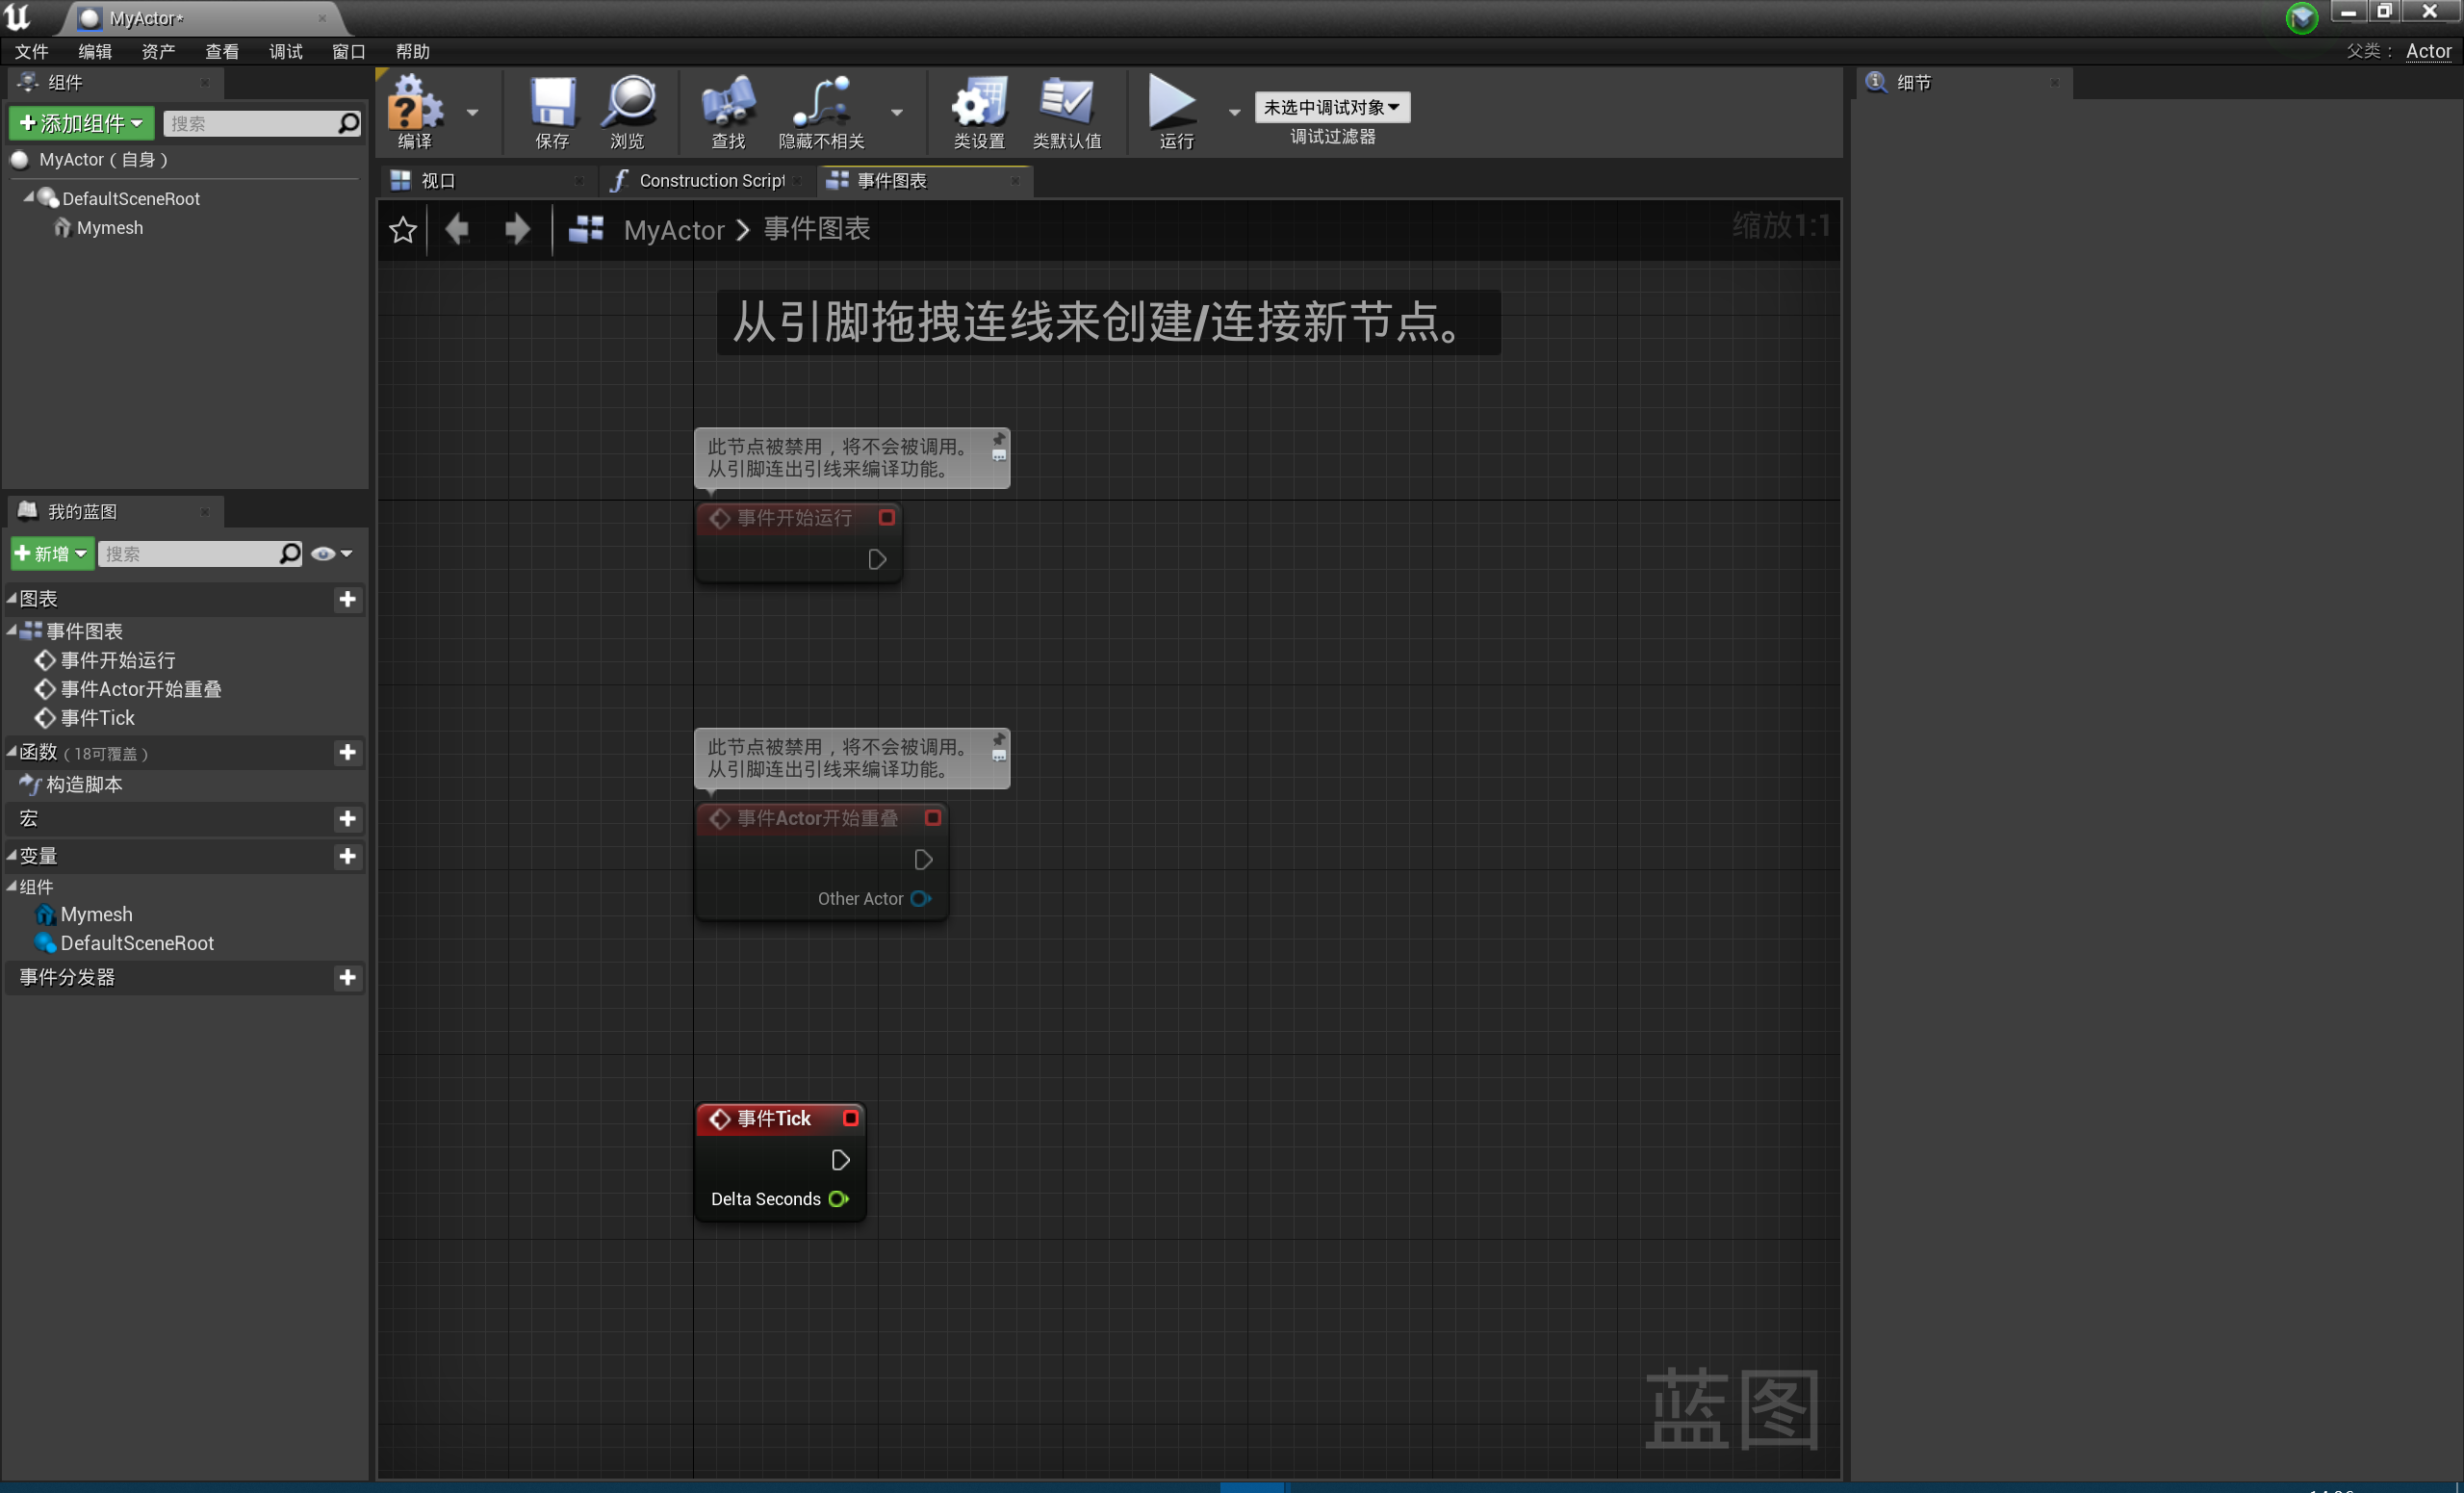 MyActor*
文件 编辑 资产 查看 调试 窗口 帮助
父类： Actor
组件
添加组件 搜索
MyActor（自身）
DefaultSceneRoot
Mymesh
编译 保存 浏览 查找 隐藏不相关 类设置 类默认值 运行
未选中调试对象
调试过滤器
细节
视口 Construction Script 事件图表
MyActor 事件图表
缩放1:1
从引脚拖拽连线来创建/连接新节点。
此节点被禁用，将不会被调用。
从引脚连出引线来编译功能。
事件开始运行
此节点被禁用，将不会被调用。
从引脚连出引线来编译功能。
事件Actor开始重叠
Other Actor
事件Tick
Delta Seconds
蓝图
我的蓝图
新增 搜索
图表
事件图表
事件开始运行
事件Actor开始重叠
事件Tick
函数（18可覆盖）
构造脚本
宏
变量
组件
Mymesh
DefaultSceneRoot
事件分发器